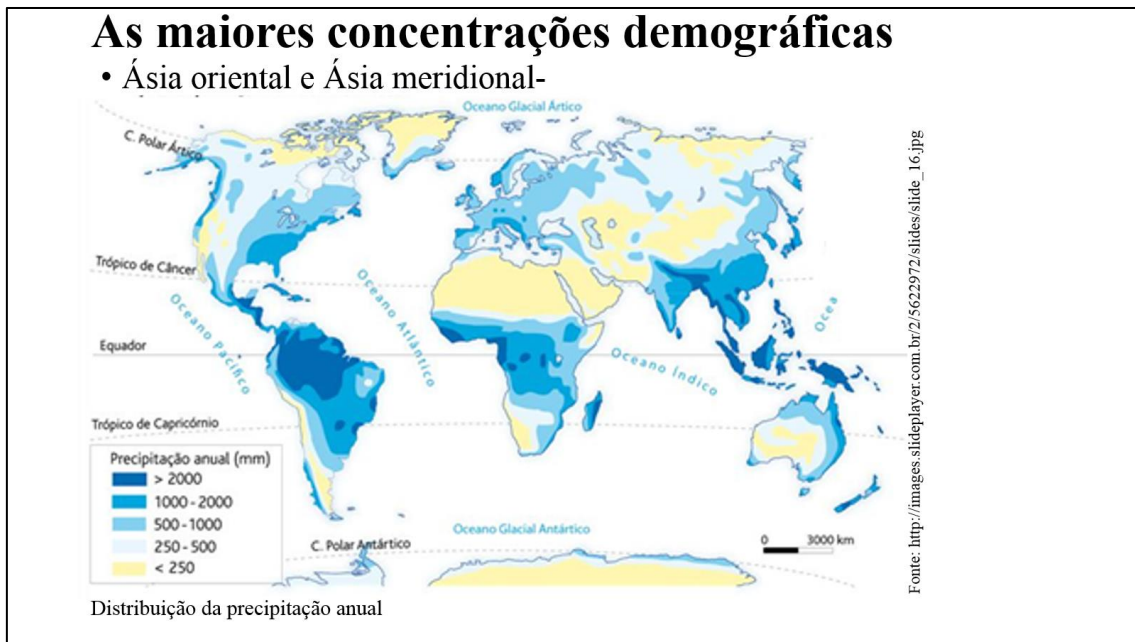 As maiores concentrações demográficas
• Ásia oriental e Ásia meridional-
Oceano Glacial Ártico
C. Polar Ártico
Trópico de Câncer
Oceano Atlântico
Oceano Pacífico
Ocea
Equador
Oceano Índico
Trópico de Capricórnio
Precipitação anual (mm)
> 2000
1000 - 2000
500 - 1000
250 - 500
< 250
Oceano Glacial Antártico
C. Polar Antártico
0 3000 km
Distribuição da precipitação anual
Fonte: http://images.slideplayer.com.br/2/5622972/slides/slide_16.jpg